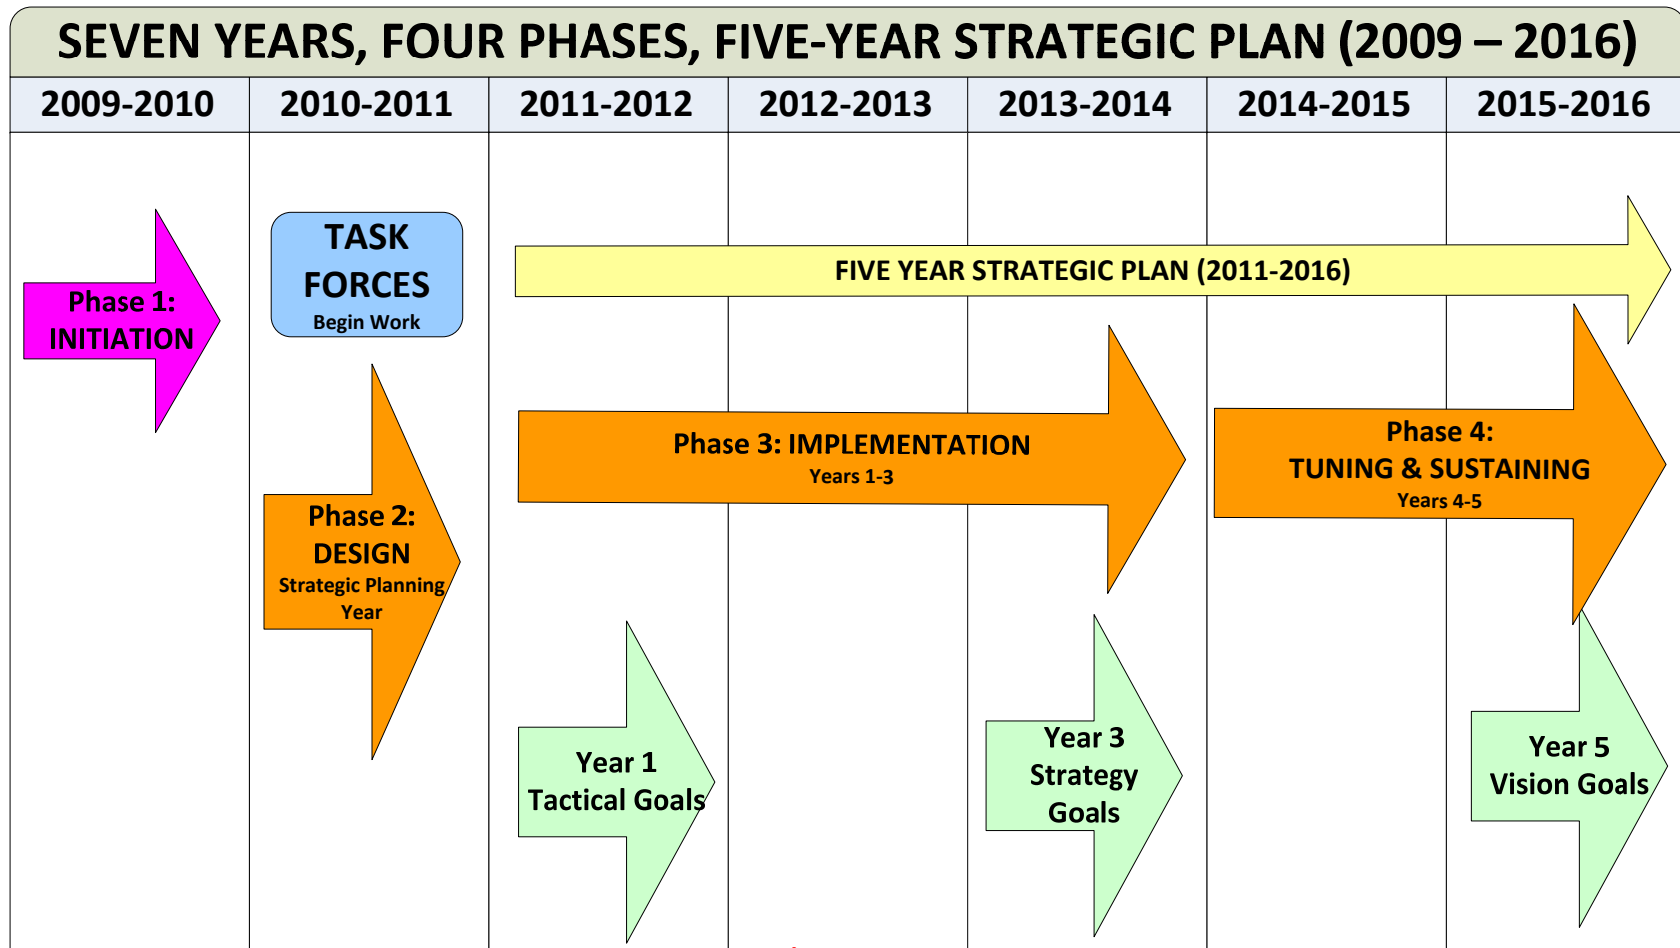 SEVEN YEARS, FOUR PHASES, FIVE-YEAR STRATEGIC PLAN (2009 – 2016)
2009-2010
2010-2011
2011-2012
2012-2013
2013-2014
2014-2015
2015-2016
Phase 1:
INITIATION
TASK
FORCES
Begin Work
FIVE YEAR STRATEGIC PLAN (2011-2016)
Phase 2:
DESIGN
Strategic Planning
Year
Phase 3: IMPLEMENTATION
Years 1-3
Phase 4:
TUNING & SUSTAINING
Years 4-5
Year 1
Tactical Goals
Year 3
Strategy
Goals
Year 5
Vision Goals